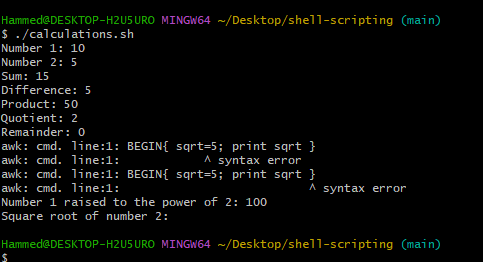 Hammed@DESKTOP-H2U5URO MINGW64 ~/Desktop/shell-scripting (main)
$ ./calculations.sh
Number 1: 10
Number 2: 5
Sum: 15
Difference: 5
Product: 50
Quotient: 2
Remainder: 0
awk: cmd. line:1: BEGIN{ sqrt=5; print sqrt }
awk: cmd. line:1:             ^ syntax error
awk: cmd. line:1: BEGIN{ sqrt=5; print sqrt }
awk: cmd. line:1:                           ^ syntax error
Number 1 raised to the power of 2: 100
Square root of number 2:
Hammed@DESKTOP-H2U5URO MINGW64 ~/Desktop/shell-scripting (main)
$